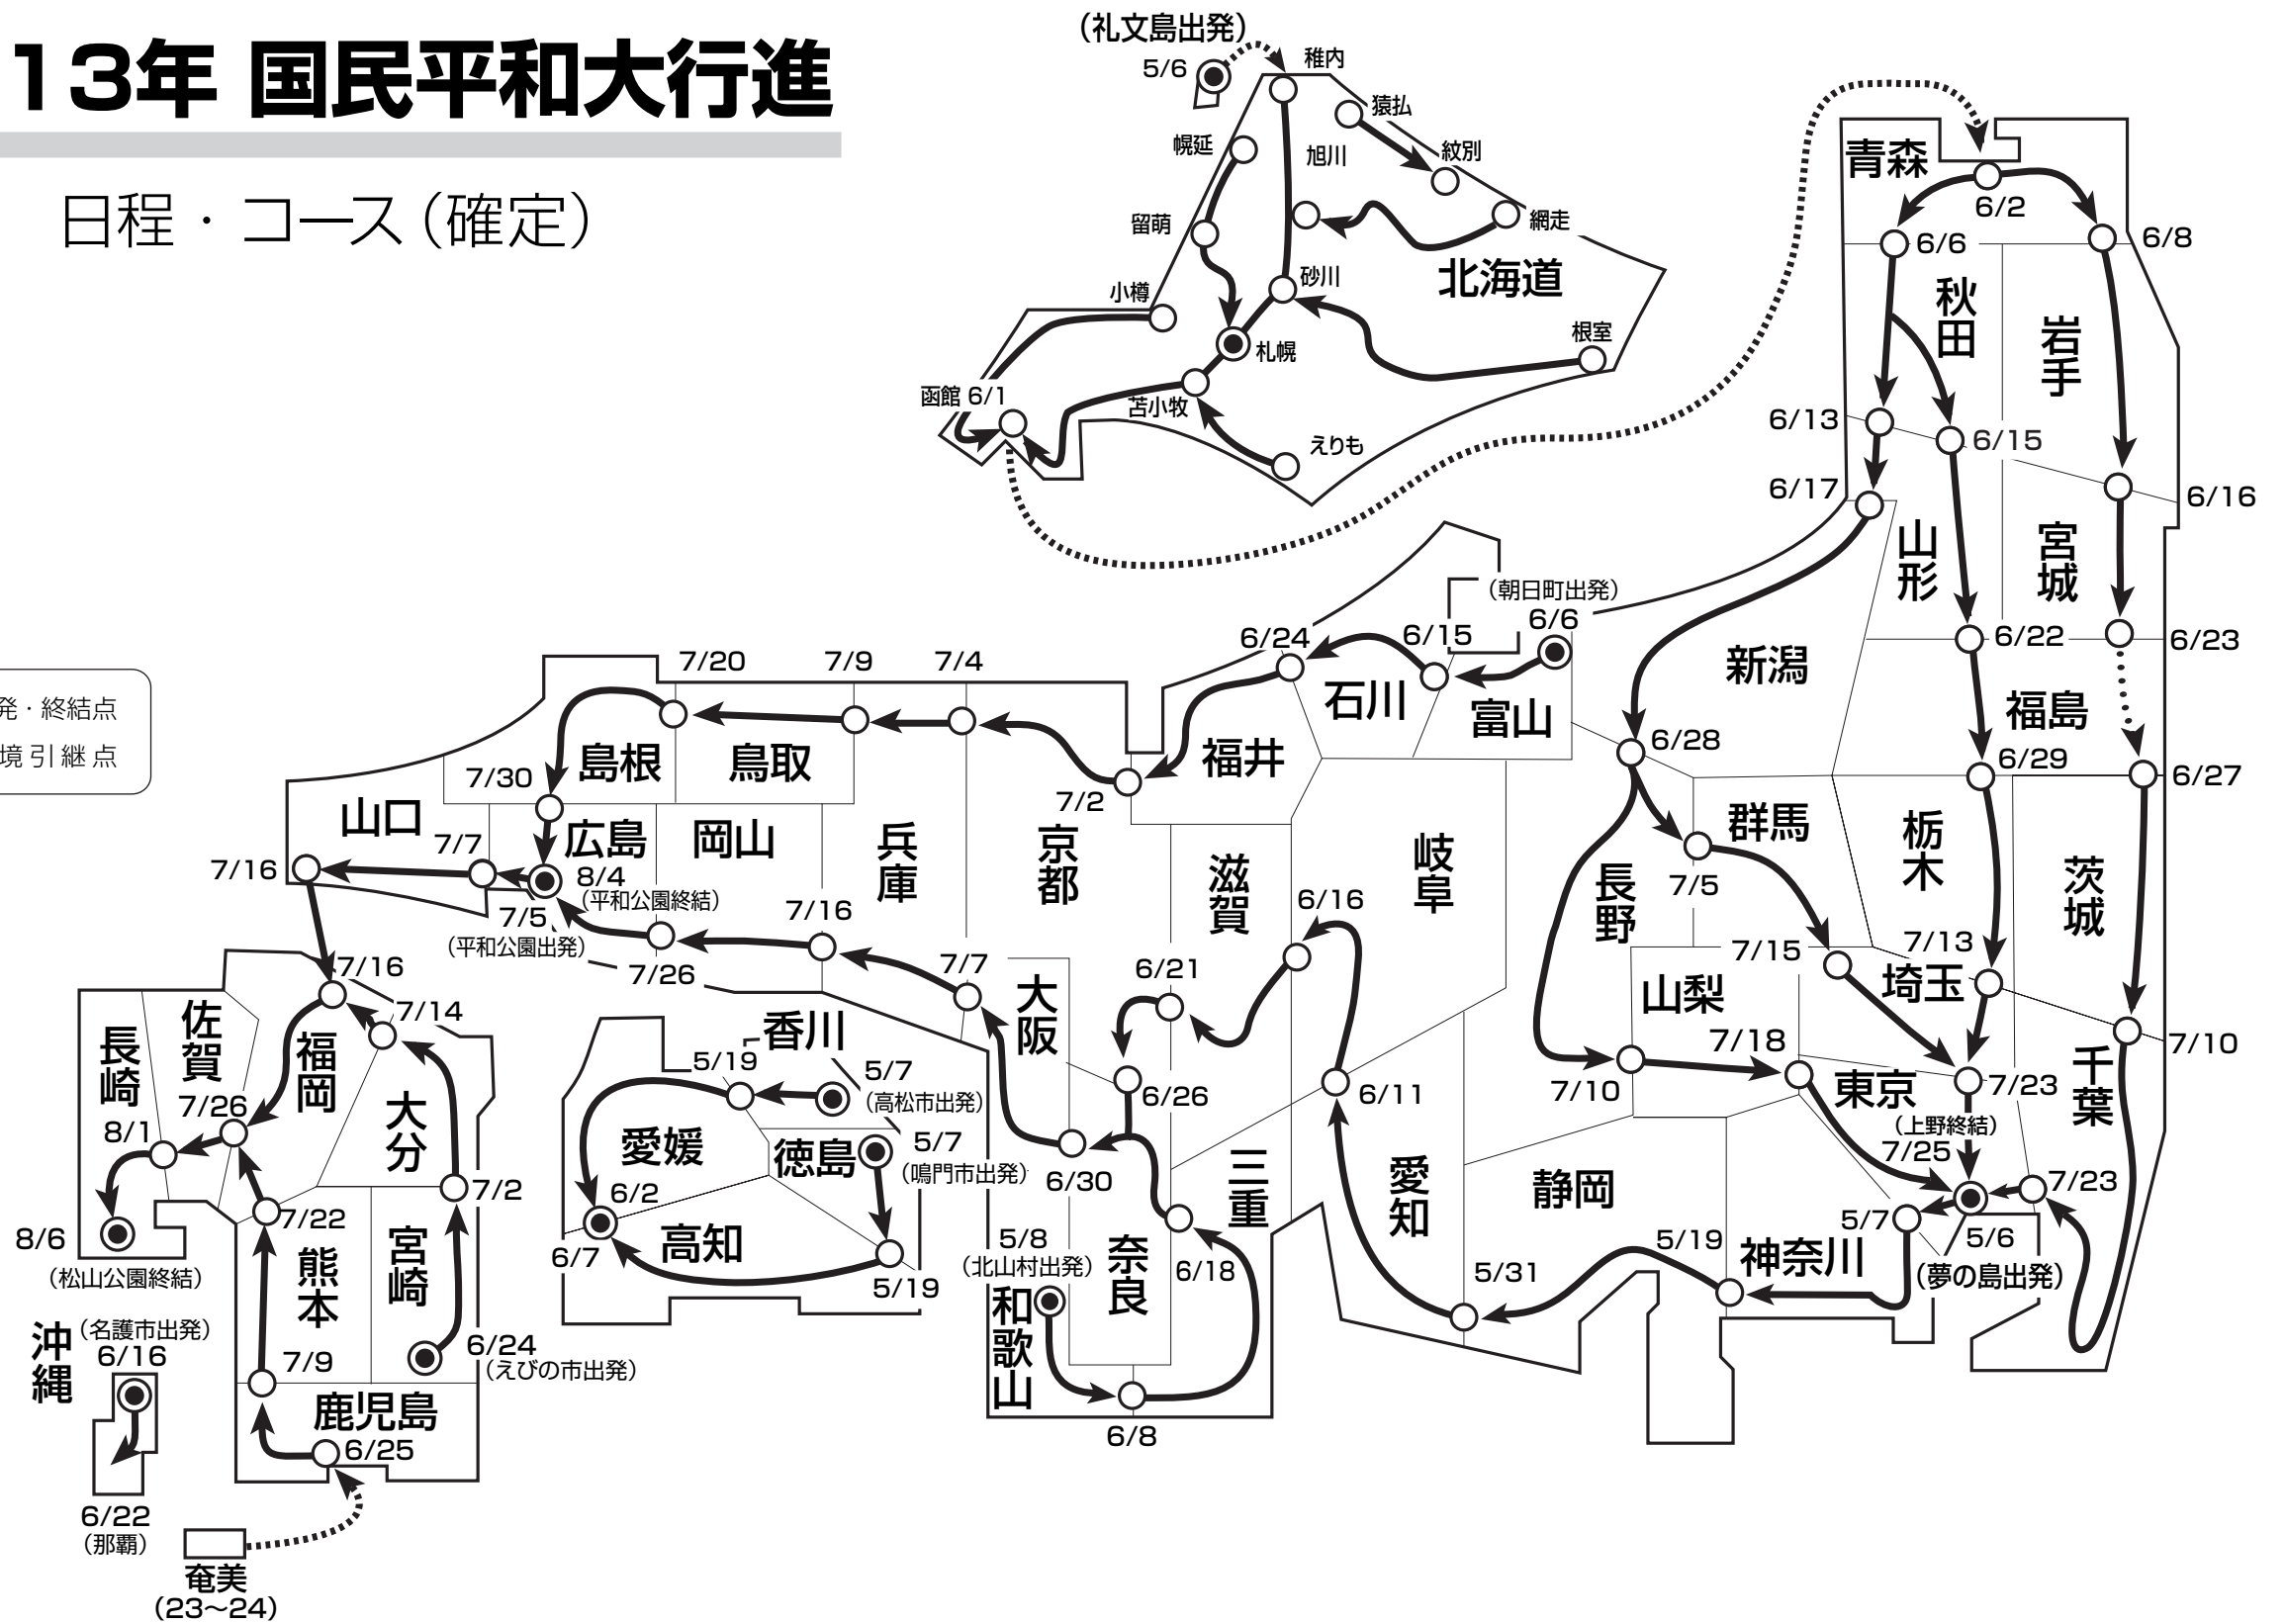 13年 国民平和大行進
日程・コース（確定）
発・終結点
境引継点
（礼文島出発）
5/6
稚内
猿払
幌延
旭川
紋別
留萌
網走
砂川
北海道
小樽
札幌
根室
函館 6/1
苫小牧
えりも
青森
6/2
6/6
6/8
秋田
岩手
6/13
6/15
6/17
6/16
山形
宮城
6/22
6/23
新潟
福島
6/28
6/29
6/27
（朝日町出発）
6/6
6/15
6/24
石川
富山
福井
7/20
7/9
7/4
7/2
島根
鳥取
7/30
山口
7/7
広島
岡山
兵庫
京都
滋賀
岐阜
7/16
8/4
（平和公園終結）
7/5
（平和公園出発）
7/26
7/16
7/7
大阪
6/21
6/16
群馬
栃木
茨城
長野
7/5
7/15
7/13
埼玉
山梨
7/18
7/10
7/10
千葉
東京
7/23
（上野終結）
7/25
7/23
5/7
5/6
（夢の島出発）
神奈川
5/19
静岡
5/31
愛知
6/11
三重
6/26
6/30
奈良
6/18
5/8
（北山村出発）
和歌山
6/8
香川
5/19
5/7
（高松市出発）
愛媛
徳島
5/7
（鳴門市出発）
6/2
高知
6/7
5/19
7/16
7/14
長崎
佐賀
福岡
大分
7/26
8/1
7/2
7/22
8/6
（松山公園終結）
熊本
宮崎
6/24
（えびの市出発）
7/9
鹿児島
6/25
沖縄
（名護市出発）
6/16
6/22
（那覇）
奄美
（23～24）